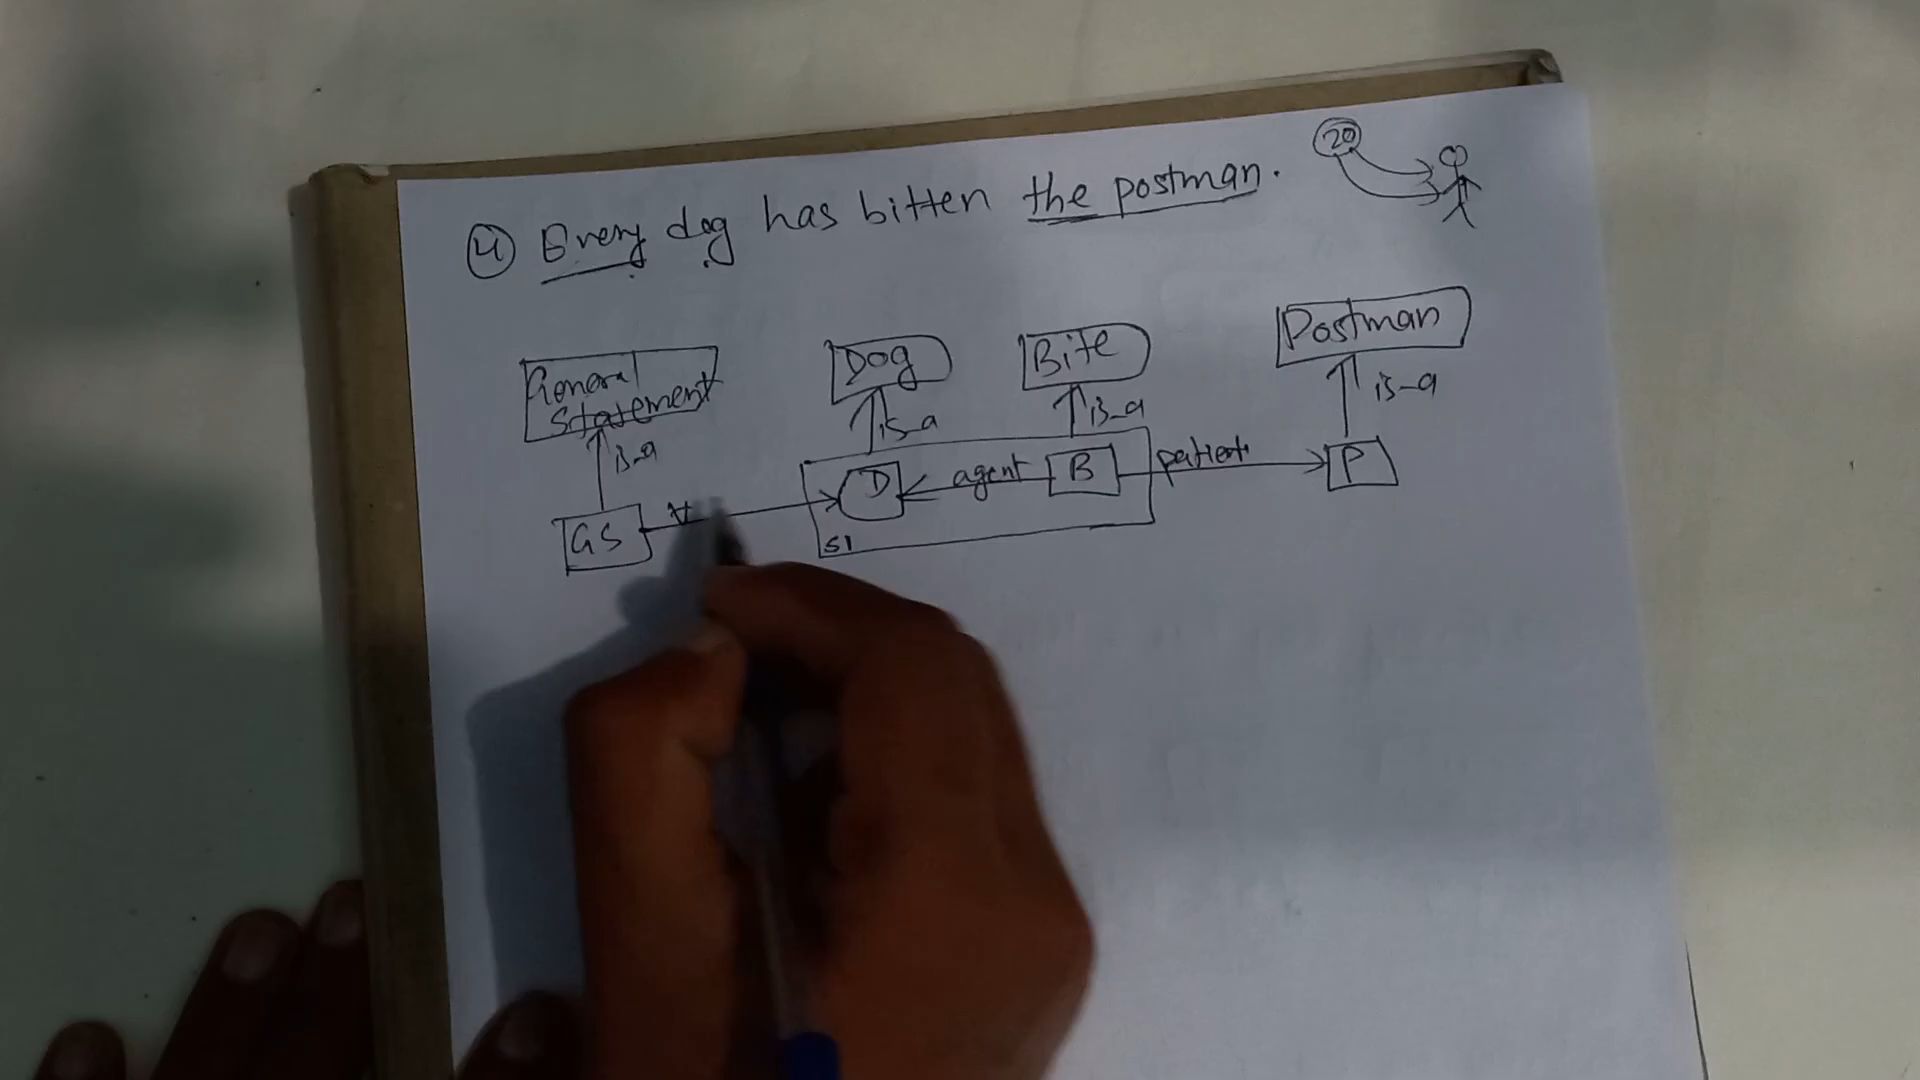 ④ Every dog has bitten the postman.
20
General Statement
Dog
Bite
Postman
is-a
is-a
is-a
is-a
GS
∀
D
agent
B
patient
P
S1